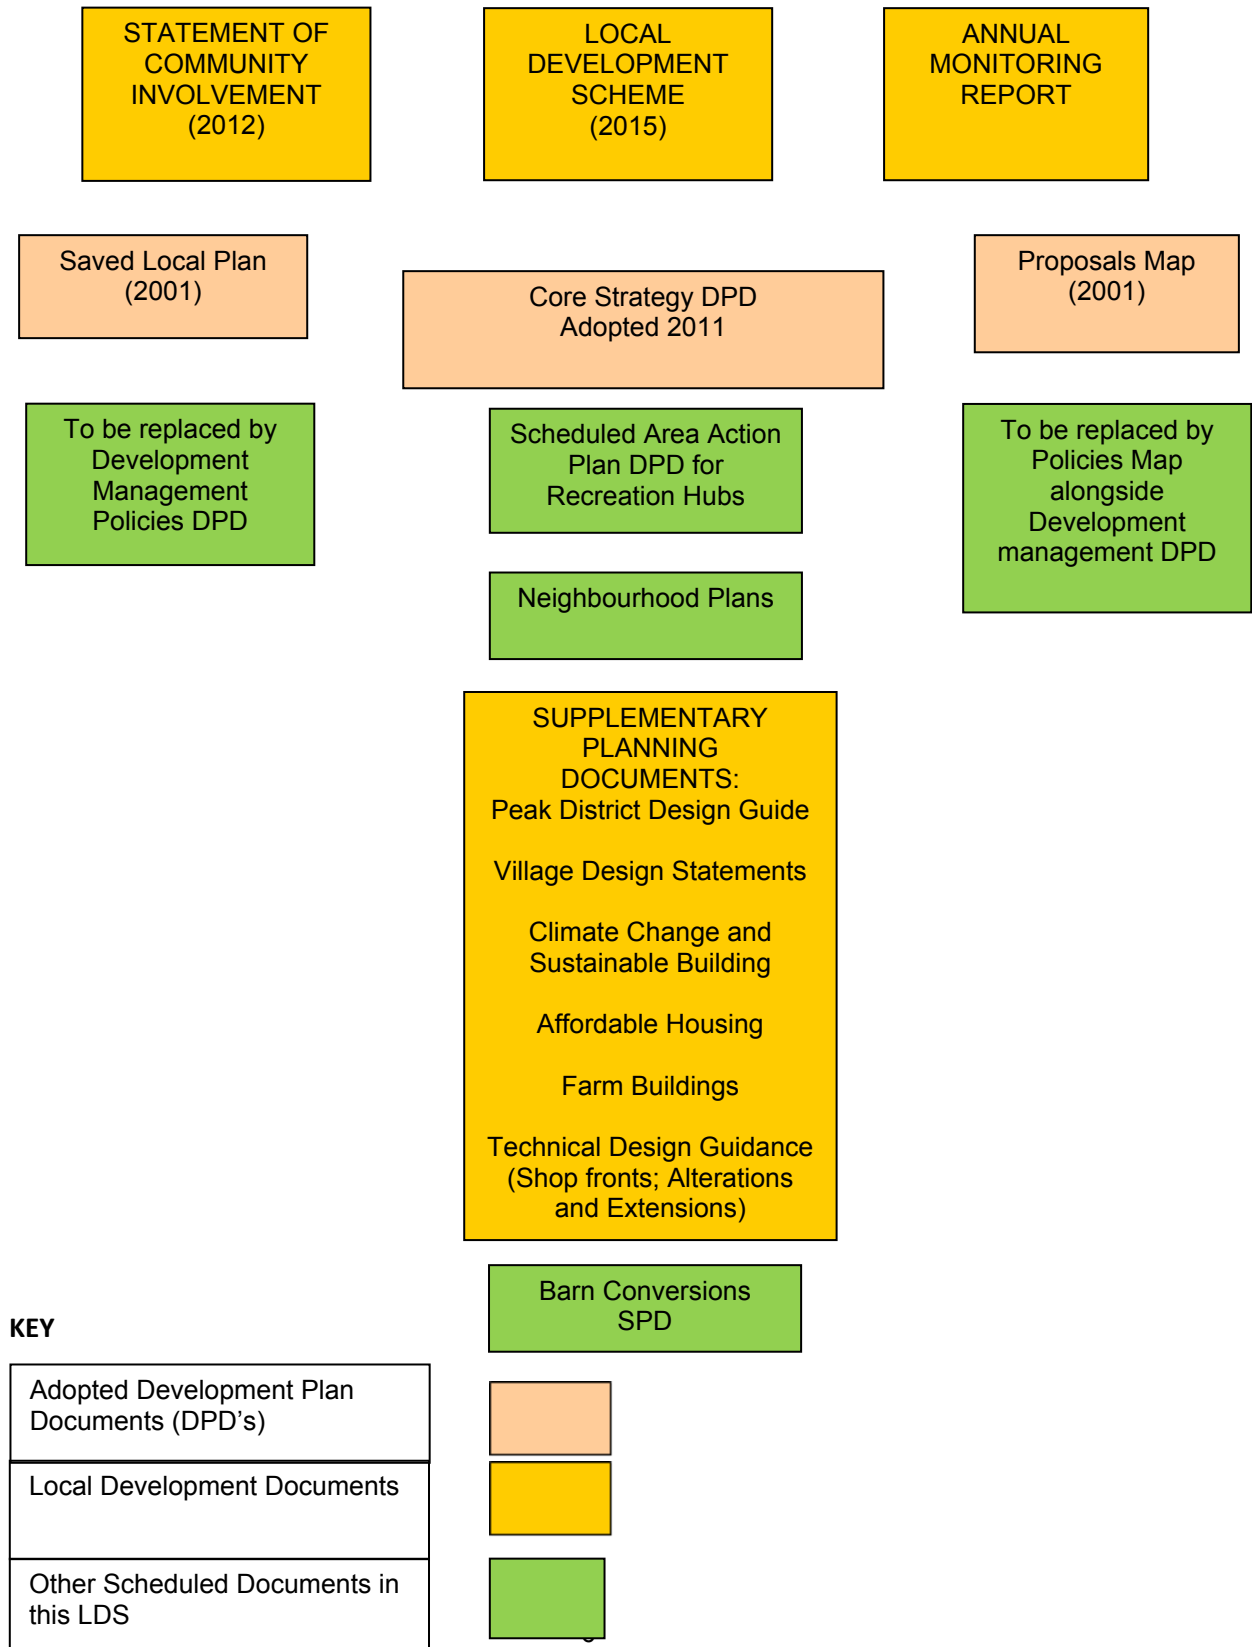 STATEMENT OF
COMMUNITY
INVOLVEMENT
(2012)
LOCAL
DEVELOPMENT
SCHEME
(2015)
ANNUAL
MONITORING
REPORT
Saved Local Plan
(2001)
Core Strategy DPD
Adopted 2011
Proposals Map
(2001)
To be replaced by
Development
Management
Policies DPD
Scheduled Area Action
Plan DPD for
Recreation Hubs
To be replaced by
Policies Map
alongside
Development
management DPD
Neighbourhood Plans
SUPPLEMENTARY
PLANNING
DOCUMENTS:
Peak District Design Guide
Village Design Statements
Climate Change and
Sustainable Building
Affordable Housing
Farm Buildings
Technical Design Guidance
(Shop fronts; Alterations
and Extensions)
Barn Conversions
SPD
KEY
Adopted Development Plan
Documents (DPD's)
Local Development Documents
Other Scheduled Documents in
this LDS